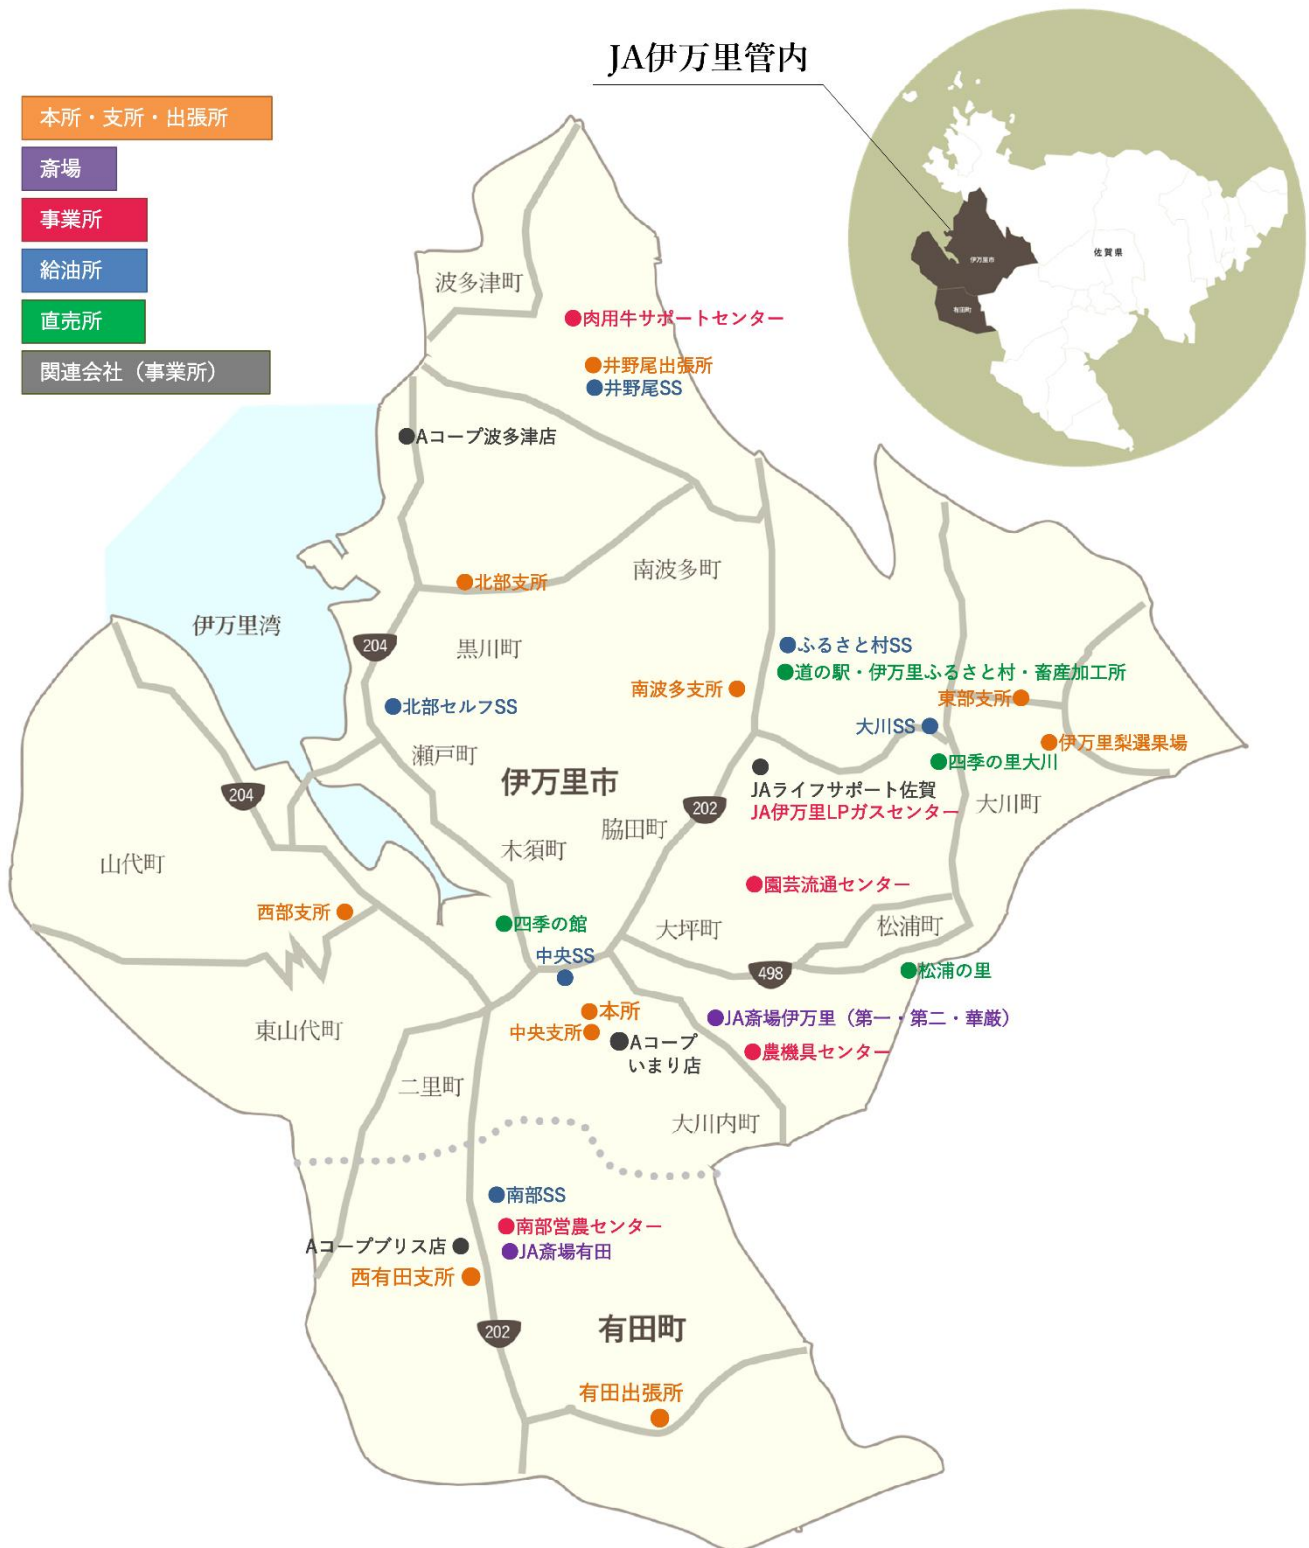 JA伊万里管内
本所・支所・出張所
斎場
事業所
給油所
直売所
関連会社（事業所）
佐賀県
伊万里市
有田町
波多津町
肉用牛サポートセンター
井野尾出張所
井野尾SS
Aコープ波多津店
南波多町
北部支所
伊万里湾
204
黒川町
ふるさと村SS
道の駅・伊万里ふるさと村・畜産加工所
南波多支所
東部支所
北部セルフSS
大川SS
伊万里梨選果場
瀬戸町
四季の里大川
伊万里市
JAライフサポート佐賀
JA伊万里LPガスセンター
204
202
大川町
脇田町
木須町
山代町
園芸流通センター
西部支所
四季の館
大坪町
松浦町
中央SS
498
松浦の里
本所
JA斎場伊万里（第一・第二・華厳）
東山代町
中央支所
Aコープ
いまり店
農機具センター
二里町
大川内町
南部SS
南部営農センター
Aコープブリス店
JA斎場有田
西有田支所
202
有田町
有田出張所